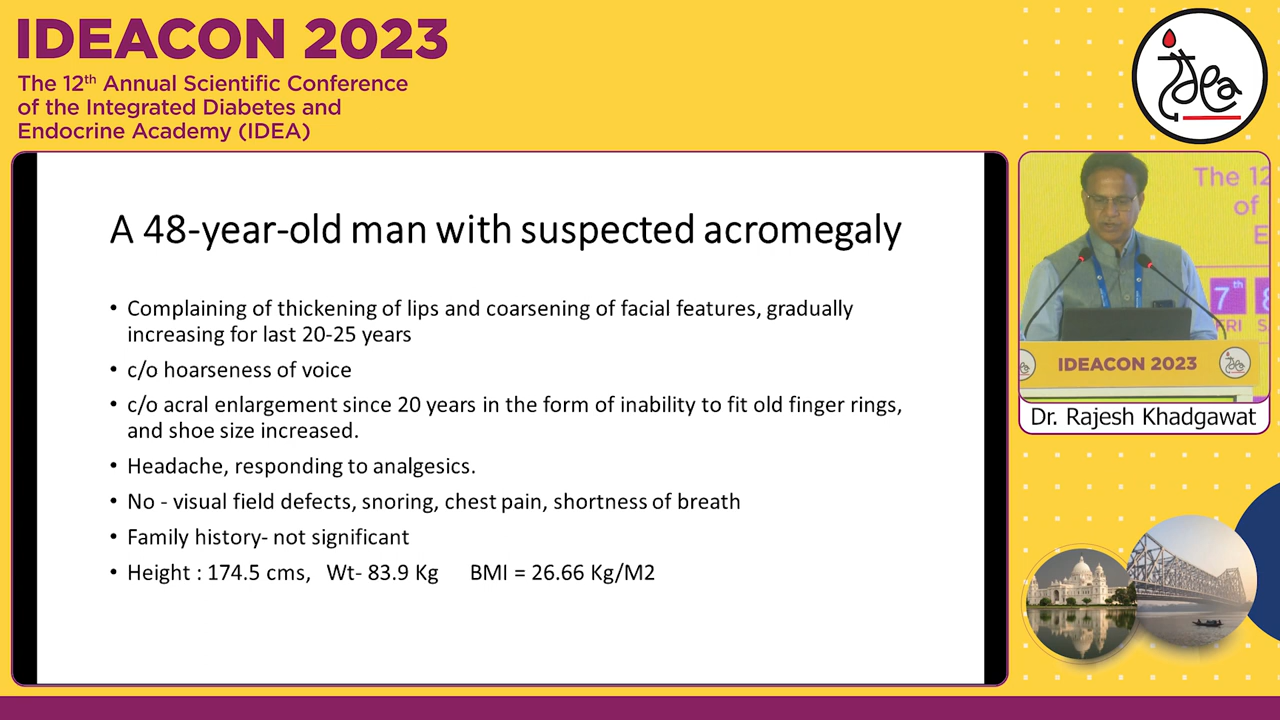 IDEACON 2023
The 12th Annual Scientific Conference
of the Integrated Diabetes and
Endocrine Academy (IDEA)
Idea
A 48-year-old man with suspected acromegaly
• Complaining of thickening of lips and coarsening of facial features, gradually
increasing for last 20-25 years
• c/o hoarseness of voice
• c/o acral enlargement since 20 years in the form of inability to fit old finger rings,
and shoe size increased.
• Headache, responding to analgesics.
• No - visual field defects, snoring, chest pain, shortness of breath
• Family history- not significant
• Height : 174.5 cms, Wt- 83.9 Kg BMI = 26.66 Kg/M2
The 12
of
E
7th 8
FRI S
IDEACON 2023
Dr. Rajesh Khadgawat